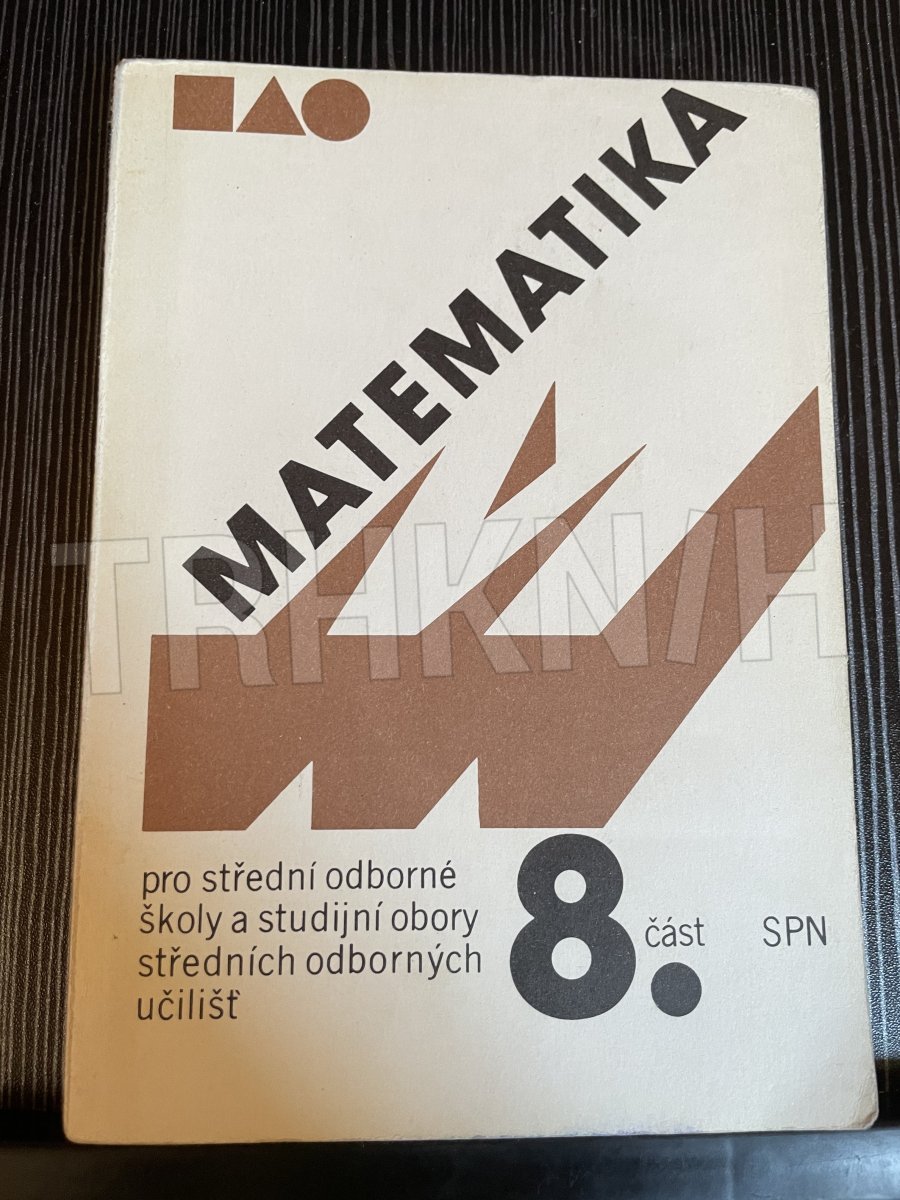 MATEMATIKA
TRHKNIH
pro střední odborné
školy a studijní obory
středních odborných
učilišť
8. část SPN